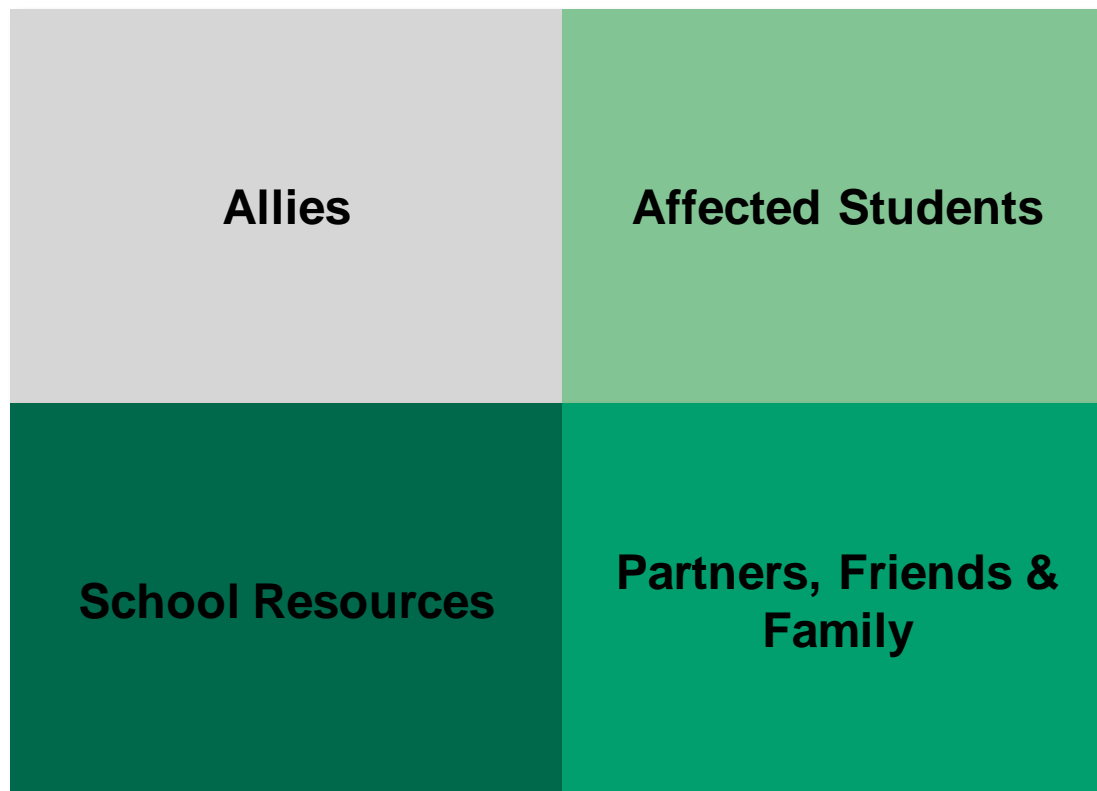 Allies
Affected Students
School Resources
Partners, Friends &
Family